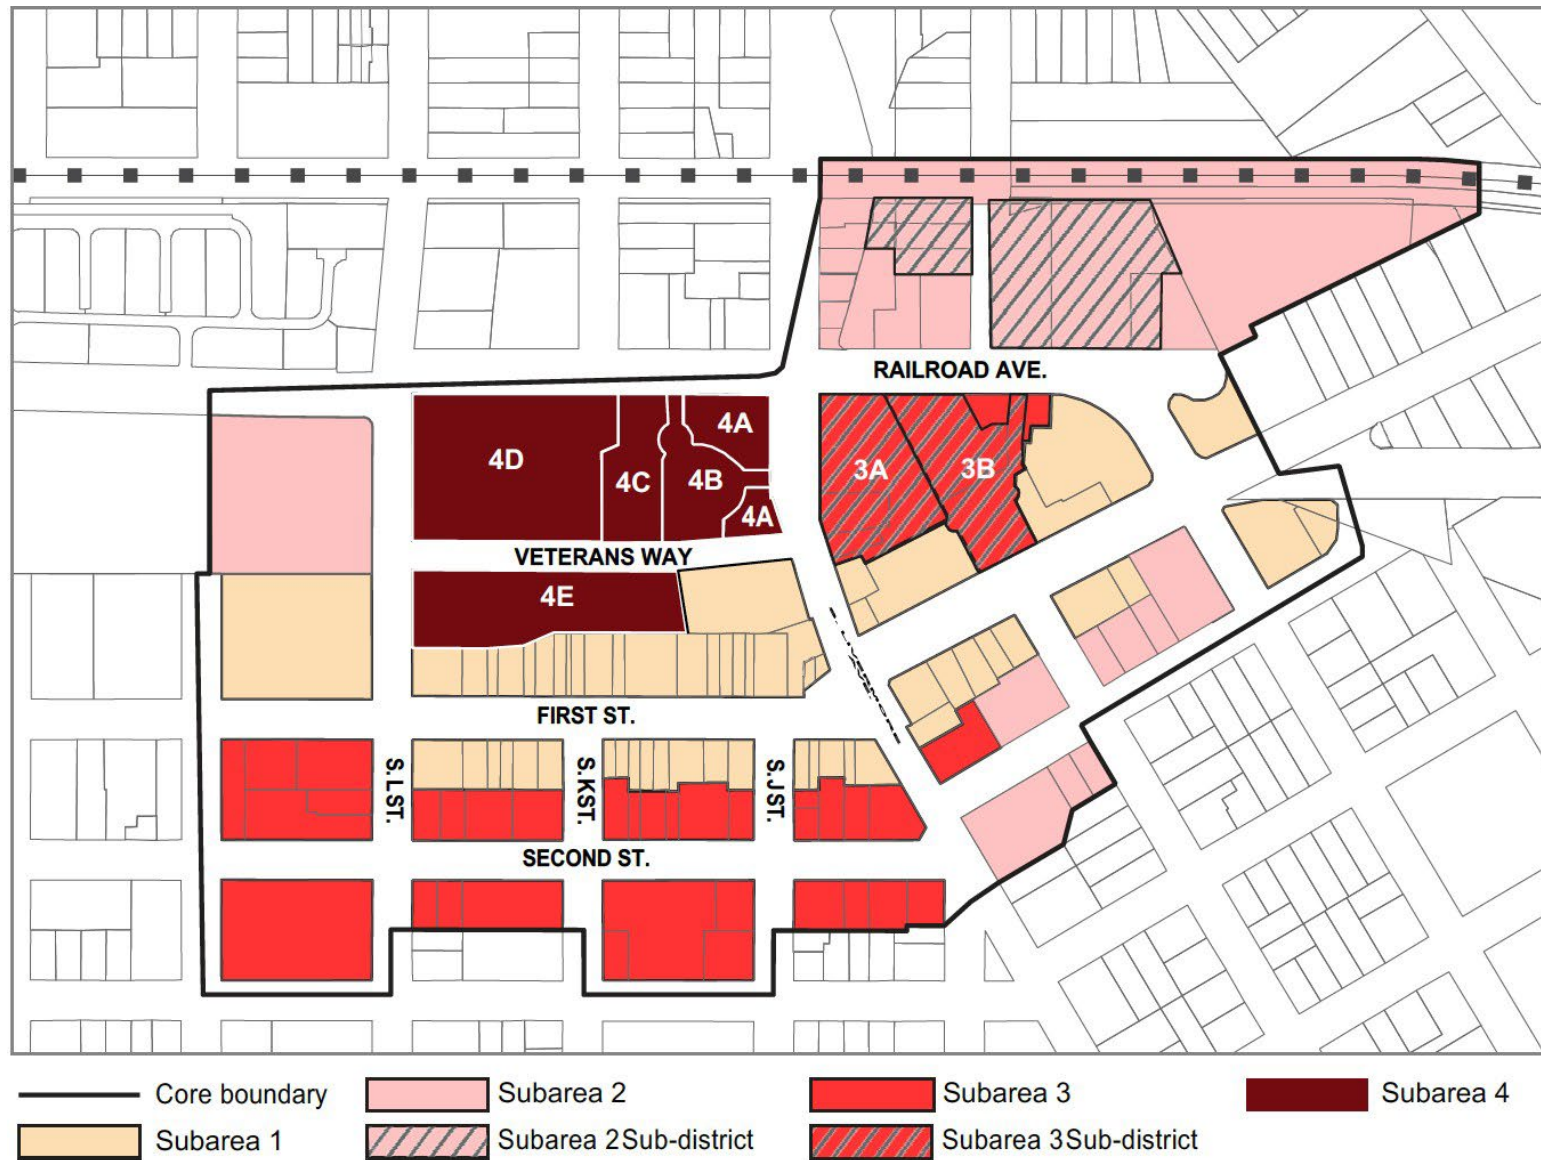 RAILROAD AVE.
4A
4D
4C
4B
4A
3A
3B
VETERANS WAY
4E
FIRST ST.
S. L ST.
S. K ST.
S. J ST.
SECOND ST.
Core boundary
Subarea 2
Subarea 3
Subarea 4
Subarea 1
Subarea 2 Sub-district
Subarea 3 Sub-district